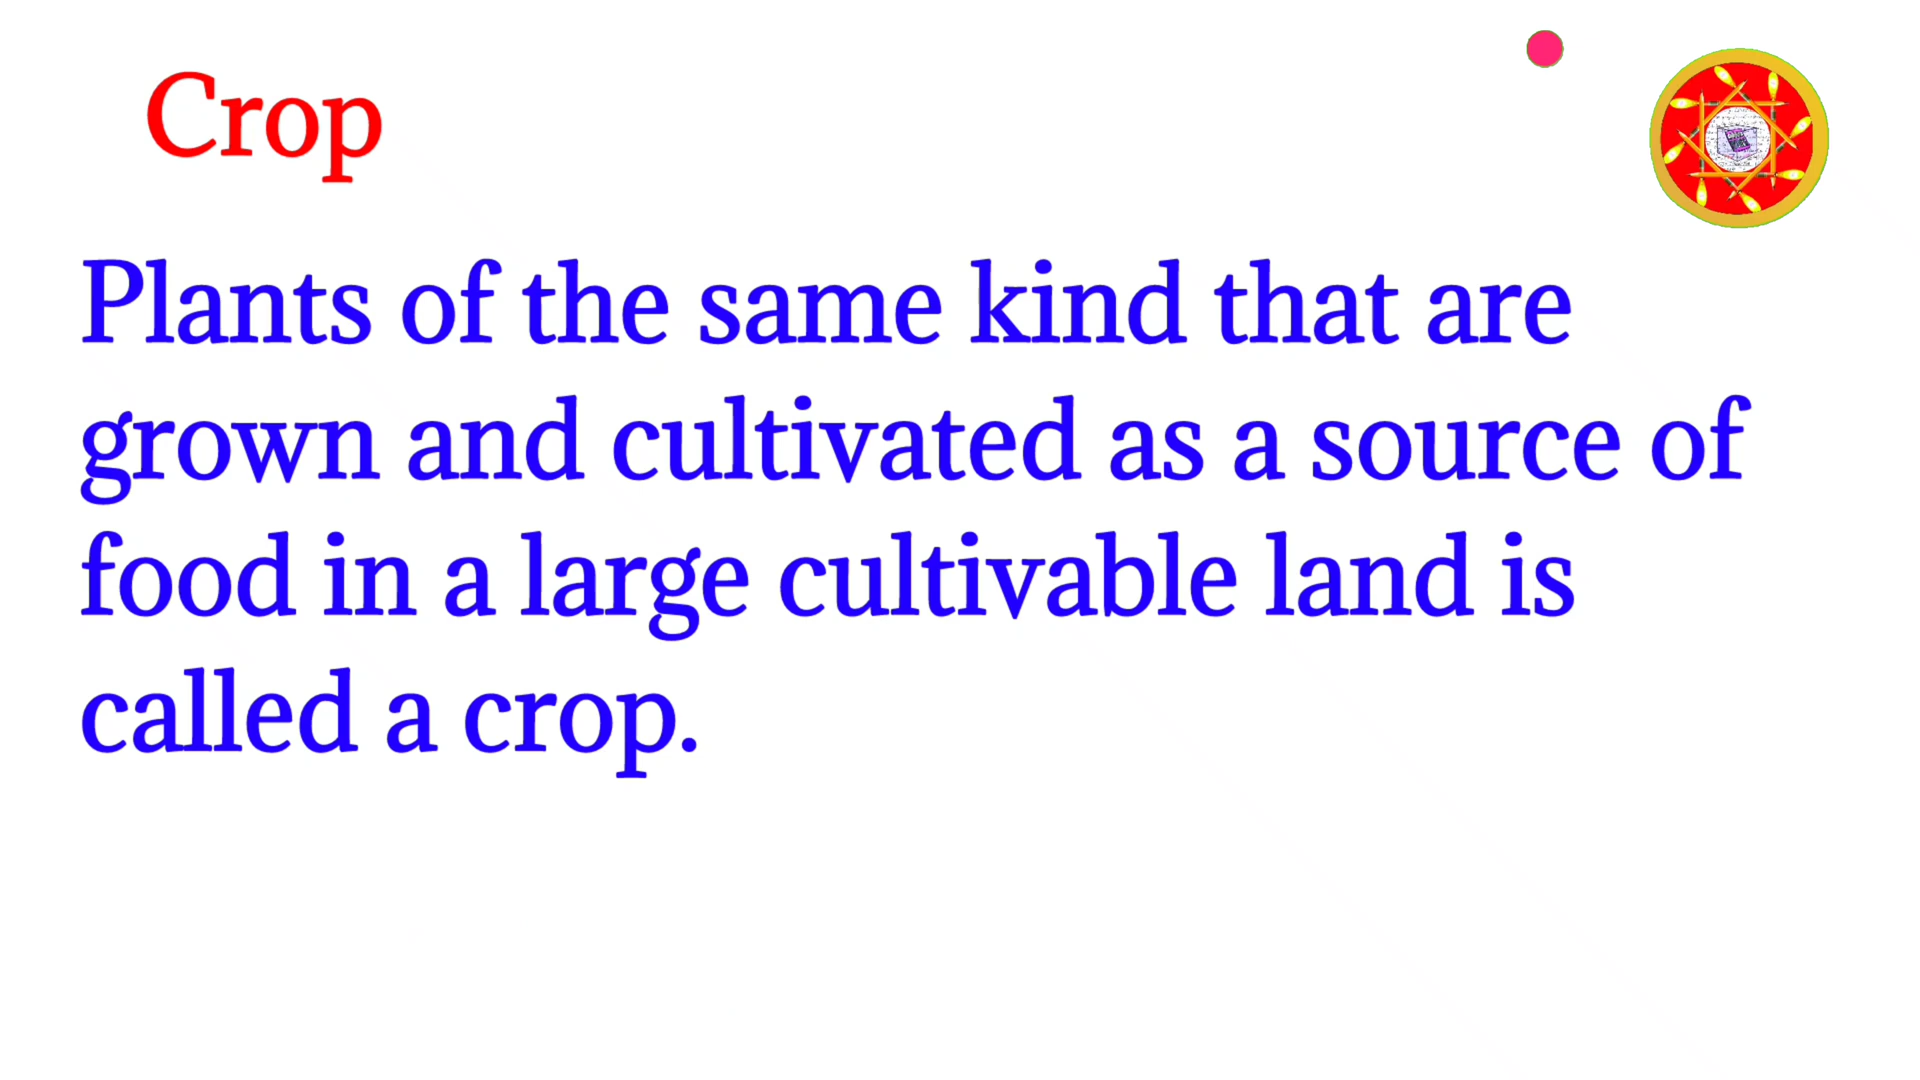 Crop
Plants of the same kind that are
grown and cultivated as a source of
food in a large cultivable land is
called a crop.